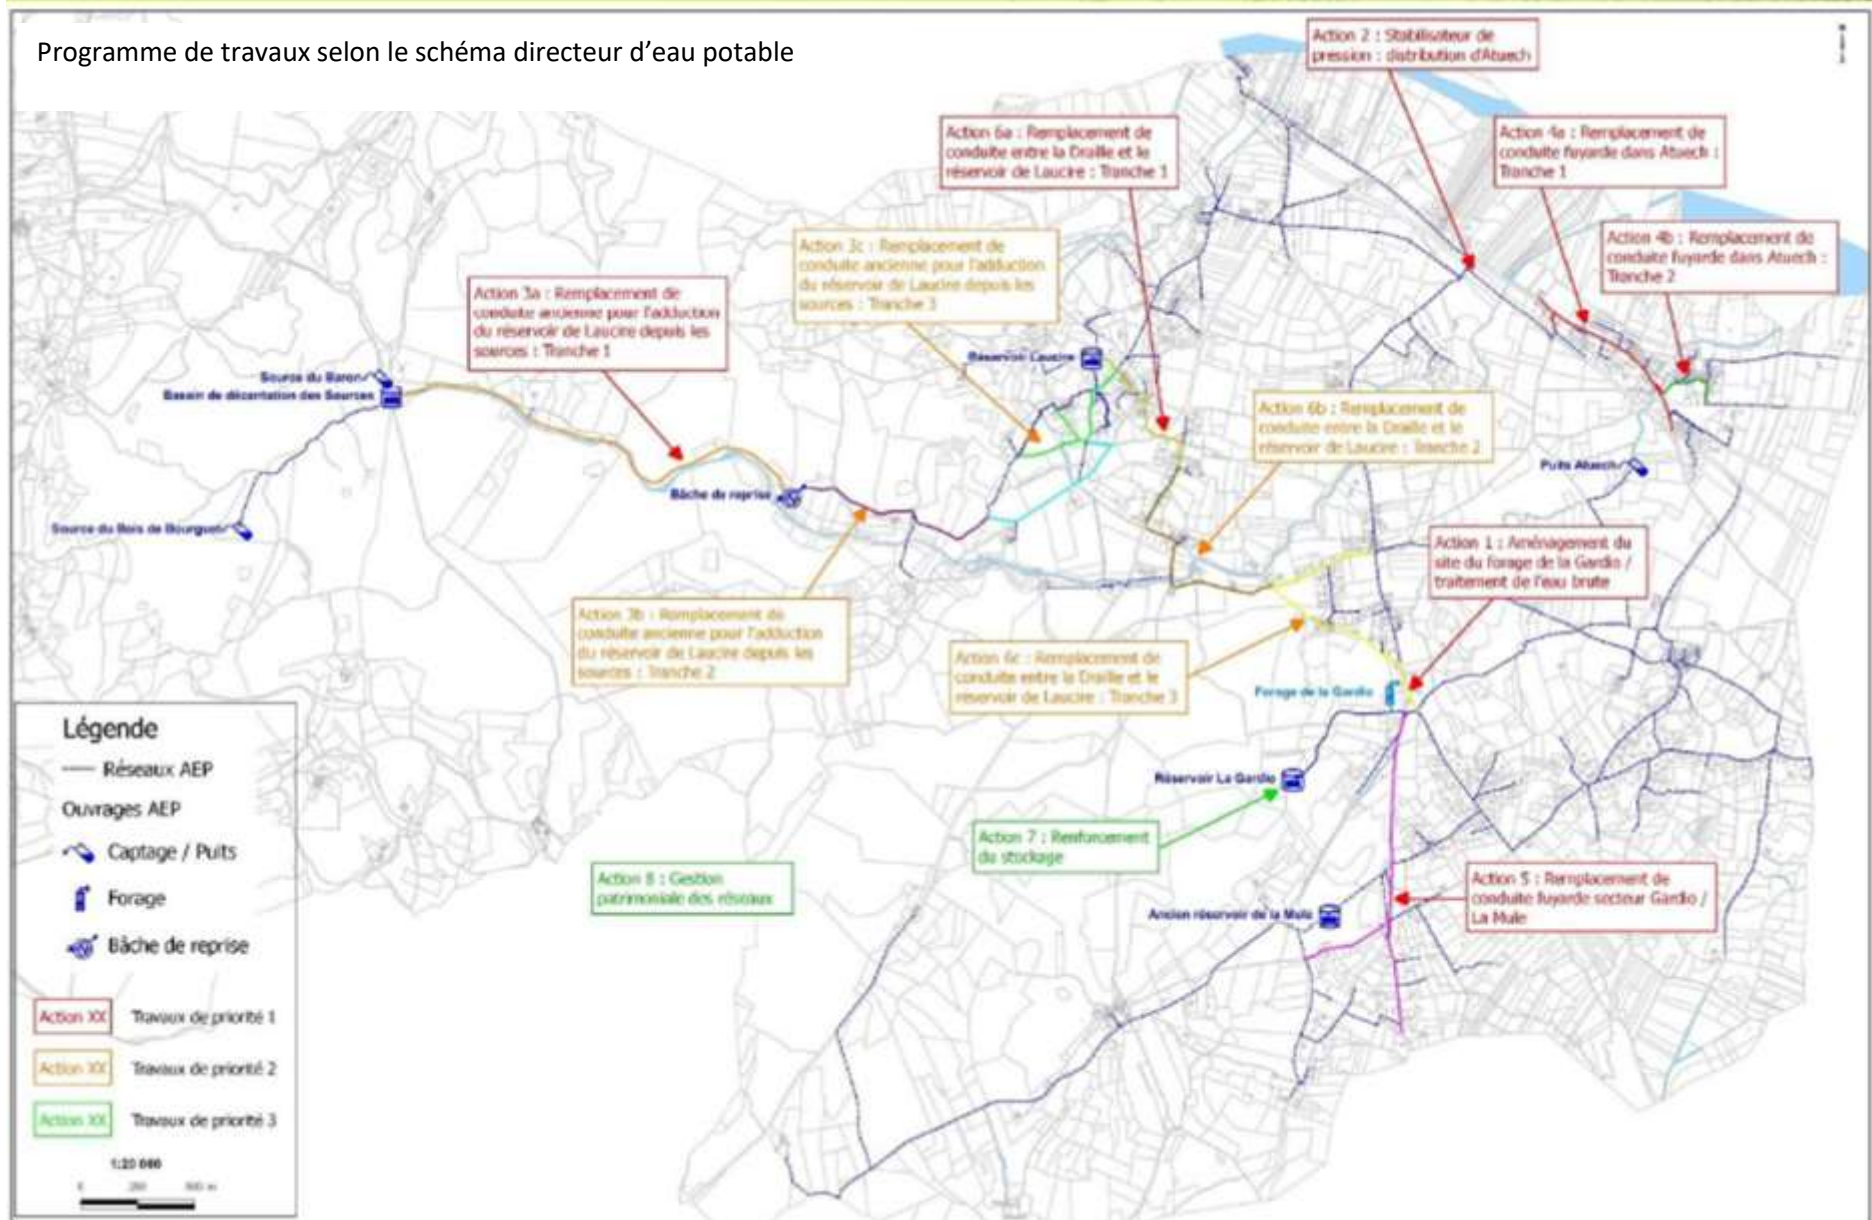 Programme de travaux selon le schéma directeur d'eau potable
Action 2 : Stabilisateur de
pression : distribution d'Atuech
Action 6a : Remplacement de
conduite entre la Draille et le
réservoir de Laucire : Tranche 1
Action 4a : Remplacement de
conduite fuyarde dans Atuech :
Tranche 1
Action 4b : Remplacement de
conduite fuyarde dans Atuech :
Tranche 2
Action 3c : Remplacement de
conduite ancienne pour l'adduction
du réservoir de Laucire depuis les
sources : Tranche 3
Action 3a : Remplacement de
conduite ancienne pour l'adduction
du réservoir de Laucire depuis les
sources : Tranche 1
Réservoir Laucire
Source du Baron
Bassin de décantation des Sources
Action 6b : Remplacement de
conduite entre la Draille et le
réservoir de Laucire : Tranche 2
Puits Atuech
Bâche de reprise
Source du Bois de Bourguet
Action 1 : Aménagement du
site du forage de la Gardio /
traitement de l'eau brute
Action 3b : Remplacement de
conduite ancienne pour l'adduction
du réservoir de Laucire depuis les
sources : Tranche 2
Action 6c : Remplacement de
conduite entre la Draille et le
réservoir de Laucire : Tranche 3
Forage de la Gardio
Réservoir La Gardio
Action 7 : Renforcement
du stockage
Action 8 : Gestion
patrimoniale des réseaux
Ancien réservoir de la Mule
Action 5 : Remplacement de
conduite fuyarde secteur Gardio /
La Mule
Légende
Réseaux AEP
Ouvrages AEP
Captage / Puits
Forage
Bâche de reprise
Action XX Travaux de priorité 1
Action XX Travaux de priorité 2
Action XX Travaux de priorité 3
1:20 000
0 250 500 m